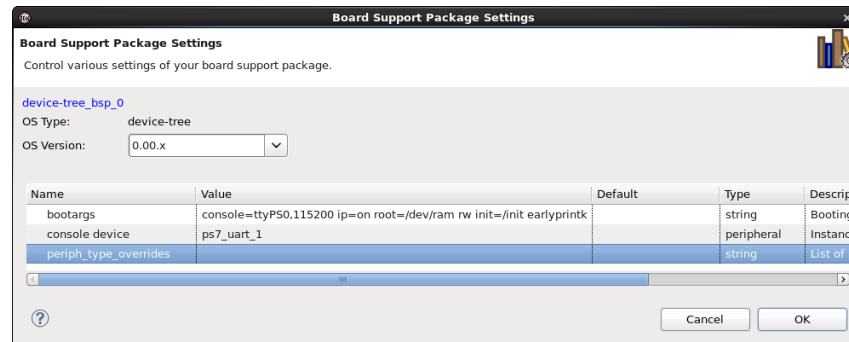 Board Support Package Settings
Board Support Package Settings
Control various settings of your board support package.
device-tree_bsp_0
OS Type: device-tree
OS Version: 0.00.x
Name Value Default Type Descrip
bootargs console=ttyPS0,115200 ip=on root=/dev/ram rw init=/init earlyprintk string Booting
console device ps7_uart_1 peripheral Instanc
periph_type_overrides string List of
Cancel OK